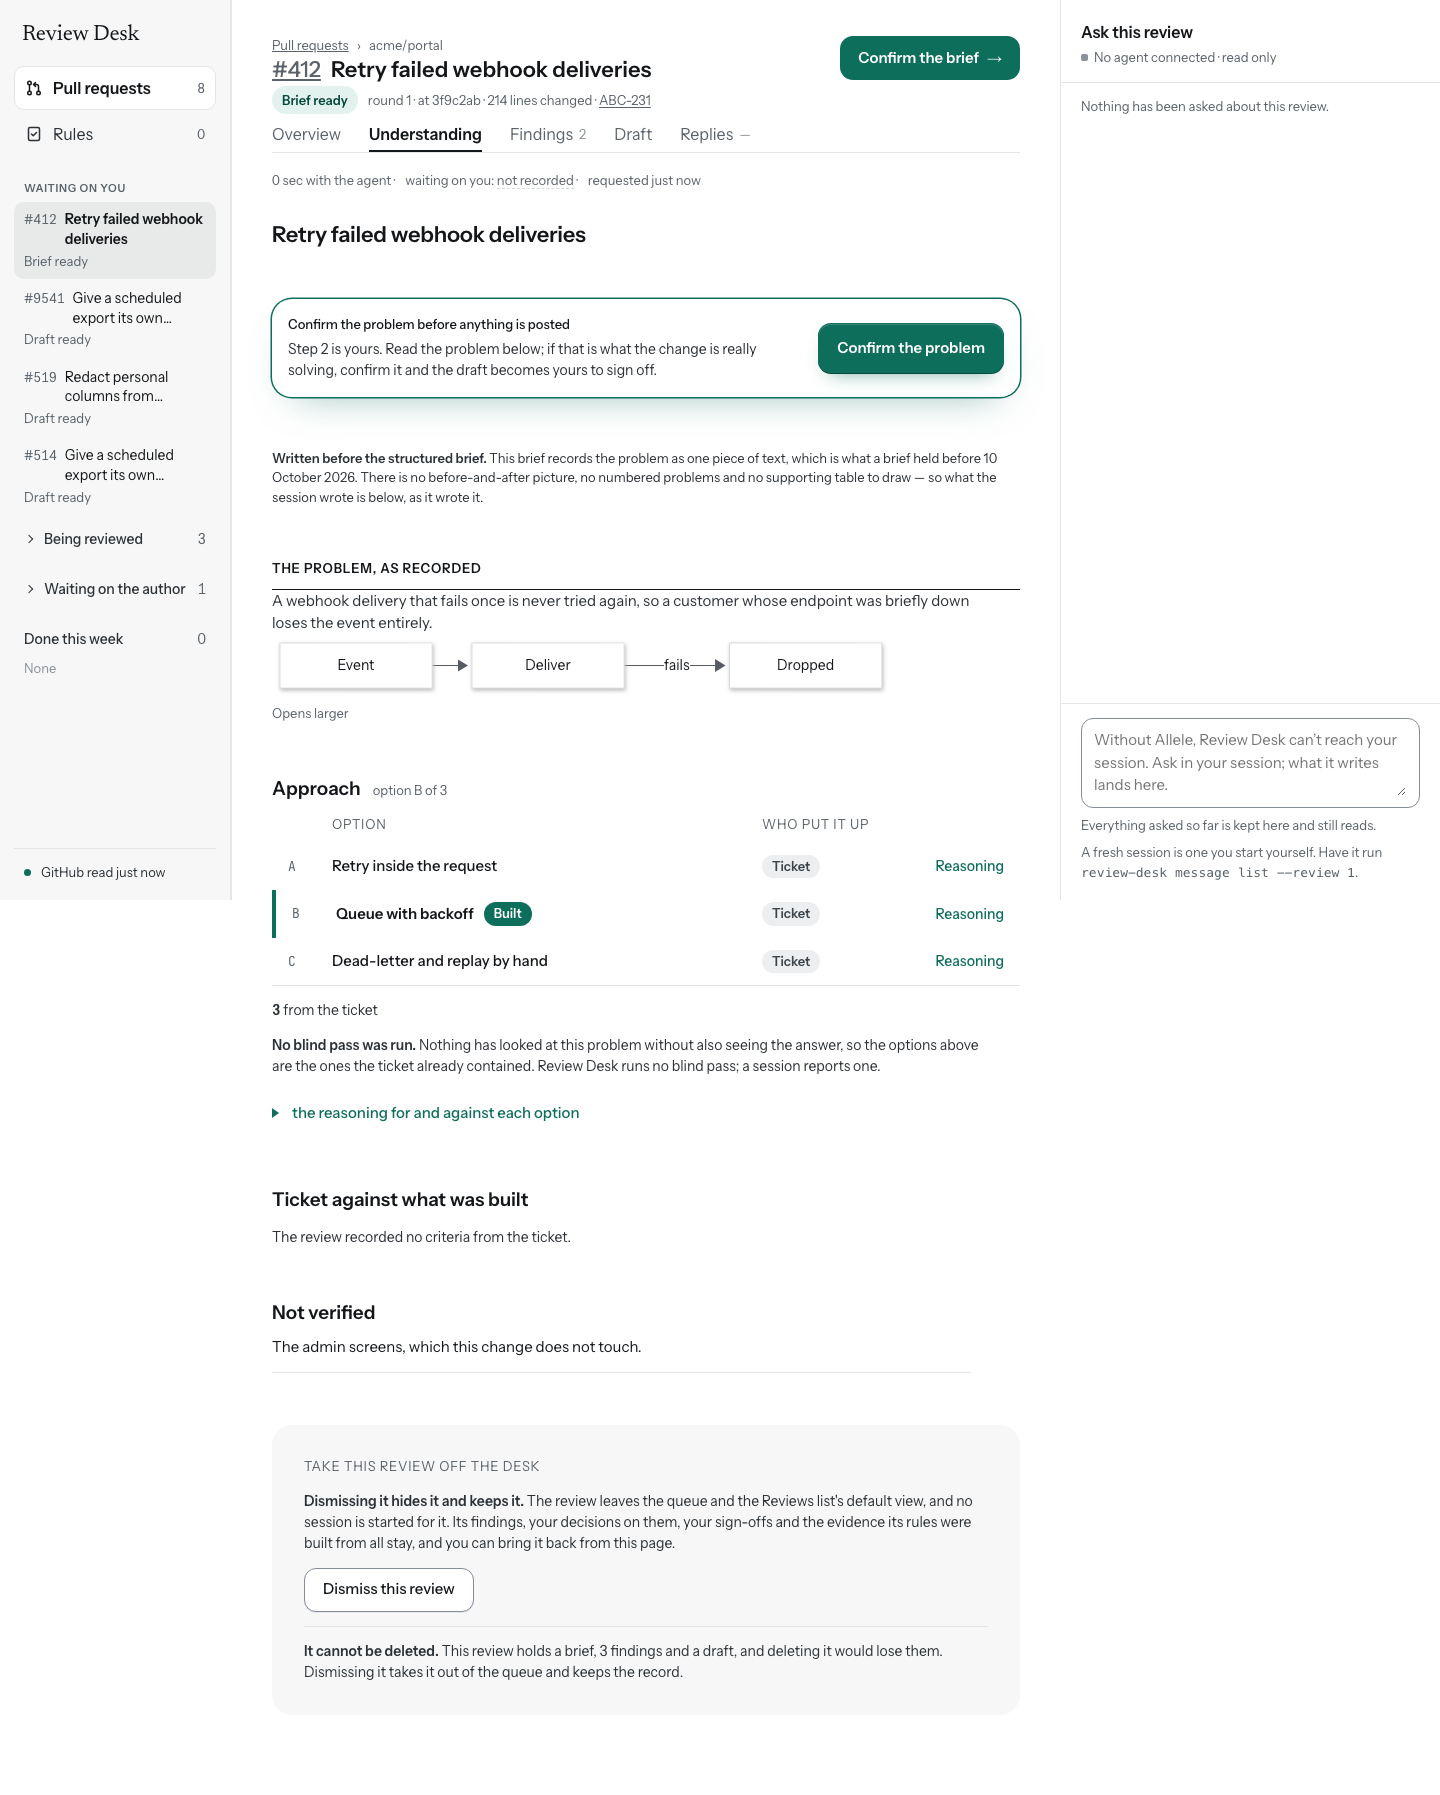 Review Desk
Pull requests 8
Rules 0
WAITING ON YOU
#412 Retry failed webhook
deliveries
Brief ready
#9541 Give a scheduled
export its own...
Draft ready
#519 Redact personal
columns from...
Draft ready
#514 Give a scheduled
export its own...
Draft ready
Being reviewed 3
Waiting on the author 1
Done this week 0
None
GitHub read just now
Pull requests › acme/portal
#412 Retry failed webhook deliveries
Confirm the brief →
Brief ready round 1 · at 3f9c2ab · 214 lines changed · ABC-231
Overview Understanding Findings 2 Draft Replies —
0 sec with the agent · waiting on you: not recorded · requested just now
Retry failed webhook deliveries
Confirm the problem before anything is posted
Step 2 is yours. Read the problem below; if that is what the change is really
solving, confirm it and the draft becomes yours to sign off.
Confirm the problem
Written before the structured brief. This brief records the problem as one piece of text, which is what a brief held before 10
October 2026. There is no before-and-after picture, no numbered problems and no supporting table to draw — so what the
session wrote is below, as it wrote it.
THE PROBLEM, AS RECORDED
A webhook delivery that fails once is never tried again, so a customer whose endpoint was briefly down
loses the event entirely.
Event Deliver fails Dropped
Opens larger
Approach option B of 3
OPTION WHO PUT IT UP
A Retry inside the request Ticket Reasoning
B Queue with backoff Built Ticket Reasoning
C Dead-letter and replay by hand Ticket Reasoning
3 from the ticket
No blind pass was run. Nothing has looked at this problem without also seeing the answer, so the options above
are the ones the ticket already contained. Review Desk runs no blind pass; a session reports one.
the reasoning for and against each option
Ticket against what was built
The review recorded no criteria from the ticket.
Not verified
The admin screens, which this change does not touch.
TAKE THIS REVIEW OFF THE DESK
Dismissing it hides it and keeps it. The review leaves the queue and the Reviews list's default view, and no
session is started for it. Its findings, your decisions on them, your sign-offs and the evidence its rules were
built from all stay, and you can bring it back from this page.
Dismiss this review
It cannot be deleted. This review holds a brief, 3 findings and a draft, and deleting it would lose them.
Dismissing it takes it out of the queue and keeps the record.
Ask this review
No agent connected · read only
Nothing has been asked about this review.
Without Allele, Review Desk can't reach your
session. Ask in your session; what it writes
lands here.
Everything asked so far is kept here and still reads.
A fresh session is one you start yourself. Have it run
review-desk message list --review 1.